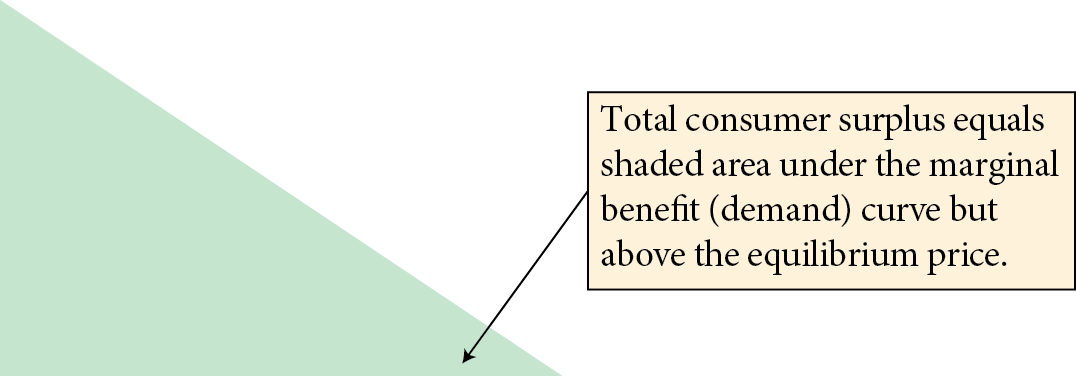 Total consumer surplus equals
shaded area under the marginal
benefit (demand) curve but
above the equilibrium price.